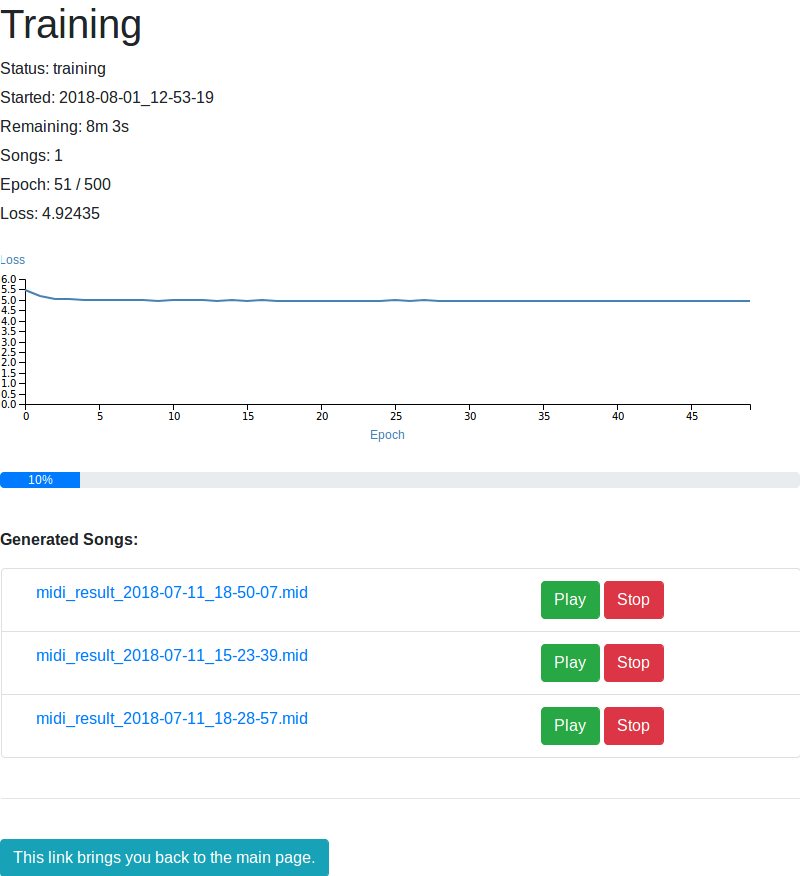 Training
Status: training
Started: 2018-08-01_12-53-19
Remaining: 8m 3s
Songs: 1
Epoch: 51 / 500
Loss: 4.92435
Loss
6.0
5.5
5.0
4.5
4.0
3.5
3.0
2.5
2.0
1.5
1.0
0.5
0.0
0 5 10 15 20 25 30 35 40 45
Epoch
10%
Generated Songs:
midi_result_2018-07-11_18-50-07.mid Play Stop
midi_result_2018-07-11_15-23-39.mid Play Stop
midi_result_2018-07-11_18-28-57.mid Play Stop
This link brings you back to the main page.